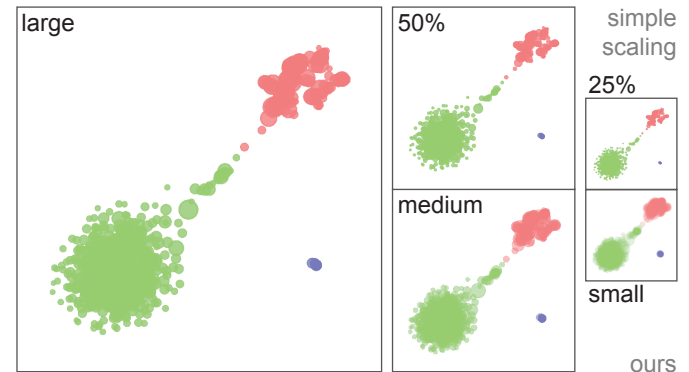 large
50%
simple
scaling
25%
medium
small
ours